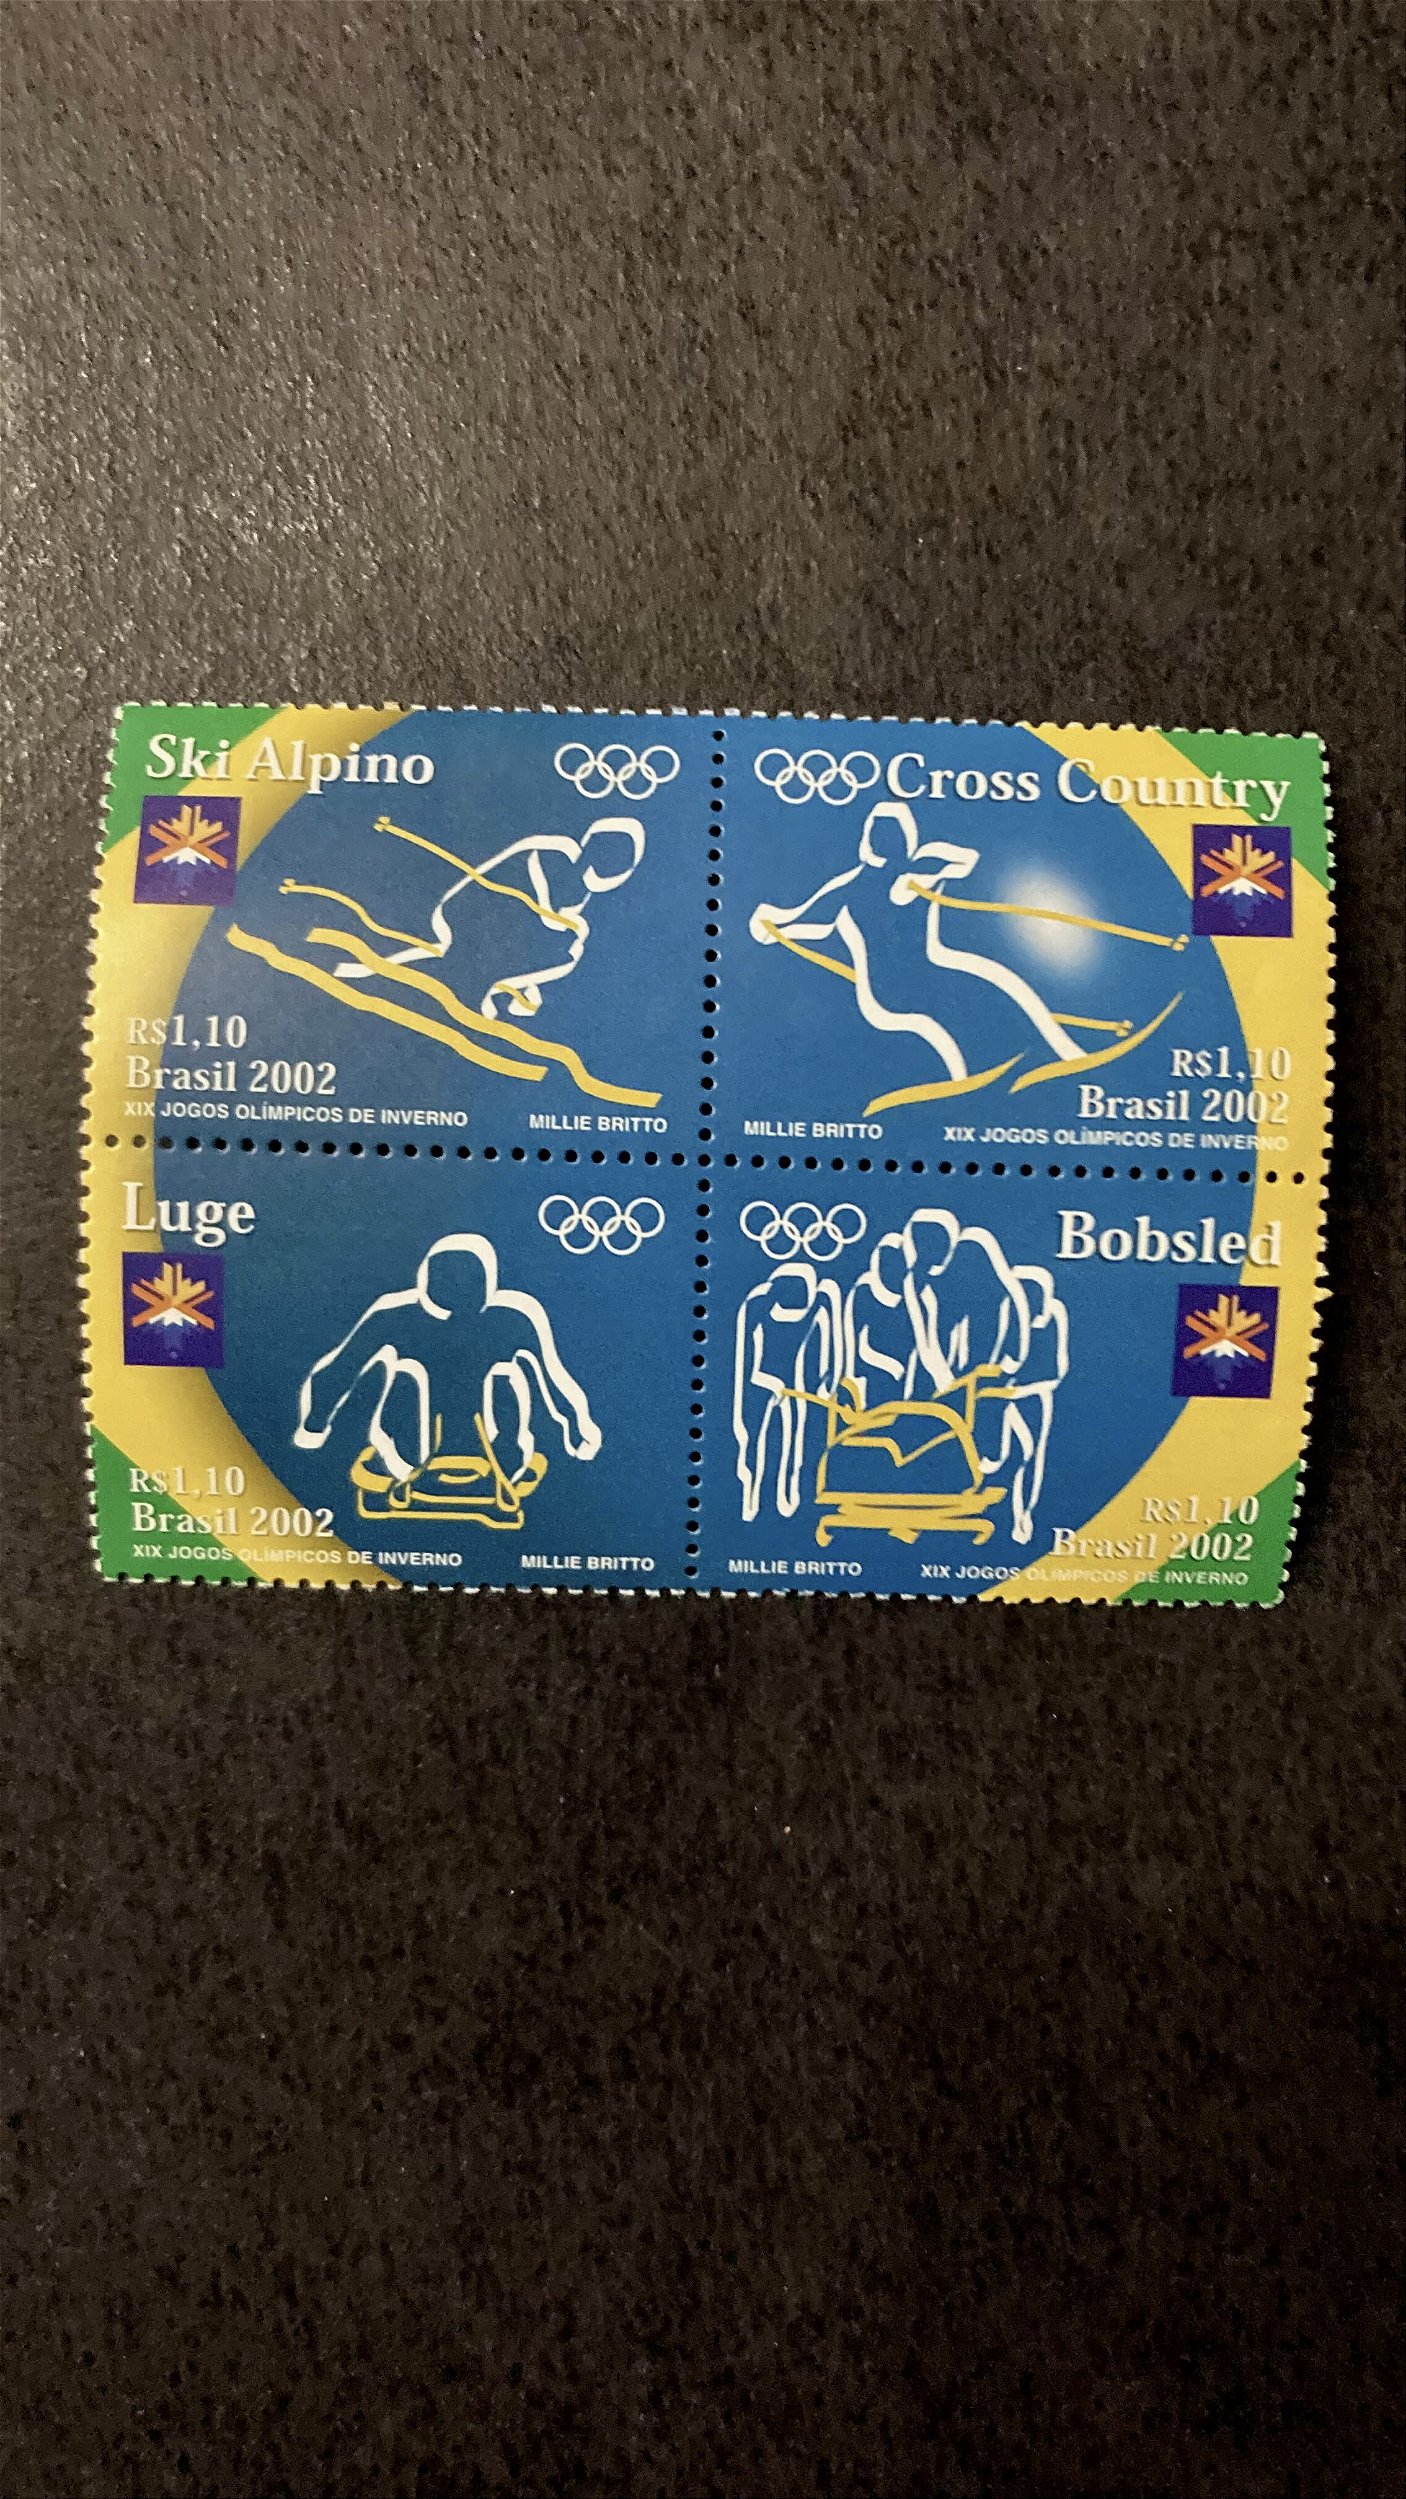 Ski Alpino
R$1,10
Brasil 2002
XIX JOGOS OLÍMPICOS DE INVERNO
MILLIE BRITTO
Cross Country
R$1,10
Brasil 2002
MILLIE BRITTO
XIX JOGOS OLÍMPICOS DE INVERNO
Luge
R$1,10
Brasil 2002
XIX JOGOS OLÍMPICOS DE INVERNO
MILLIE BRITTO
Bobsled
R$1,10
Brasil 2002
MILLIE BRITTO
XIX JOGOS OLÍMPICOS DE INVERNO